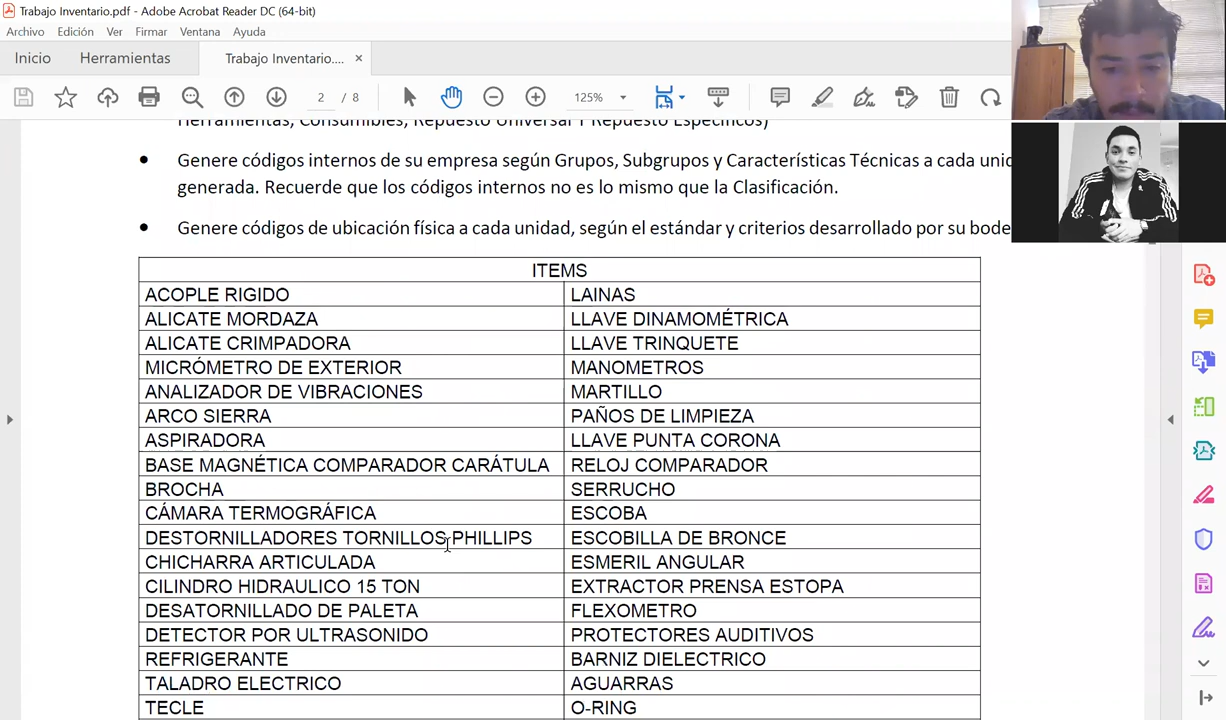 Trabajo Inventario.pdf - Adobe Acrobat Reader DC (64-bit)
Archivo Edición Ver Firmar Ventana Ayuda
Inicio Herramientas Trabajo Inventario.... ×
2 / 8 125%
Herramientas, Consumibles, Repuesto Universal Y Repuesto Específicos)
• Genere códigos internos de su empresa según Grupos, Subgrupos y Características Técnicas a cada unid
generada. Recuerde que los códigos internos no es lo mismo que la Clasificación.
• Genere códigos de ubicación física a cada unidad, según el estándar y criterios desarrollado por su bode
ITEMS
ACOPLE RIGIDO LAINAS
ALICATE MORDAZA LLAVE DINAMOMÉTRICA
ALICATE CRIMPADORA LLAVE TRINQUETE
MICRÓMETRO DE EXTERIOR MANOMETROS
ANALIZADOR DE VIBRACIONES MARTILLO
ARCO SIERRA PAÑOS DE LIMPIEZA
ASPIRADORA LLAVE PUNTA CORONA
BASE MAGNÉTICA COMPARADOR CARÁTULA RELOJ COMPARADOR
BROCHA SERRUCHO
CÁMARA TERMOGRÁFICA ESCOBA
DESTORNILLADORES TORNILLOS PHILLIPS ESCOBILLA DE BRONCE
CHICHARRA ARTICULADA ESMERIL ANGULAR
CILINDRO HIDRAULICO 15 TON EXTRACTOR PRENSA ESTOPA
DESATORNILLADO DE PALETA FLEXOMETRO
DETECTOR POR ULTRASONIDO PROTECTORES AUDITIVOS
REFRIGERANTE BARNIZ DIELECTRICO
TALADRO ELECTRICO AGUARRAS
TECLE O-RING